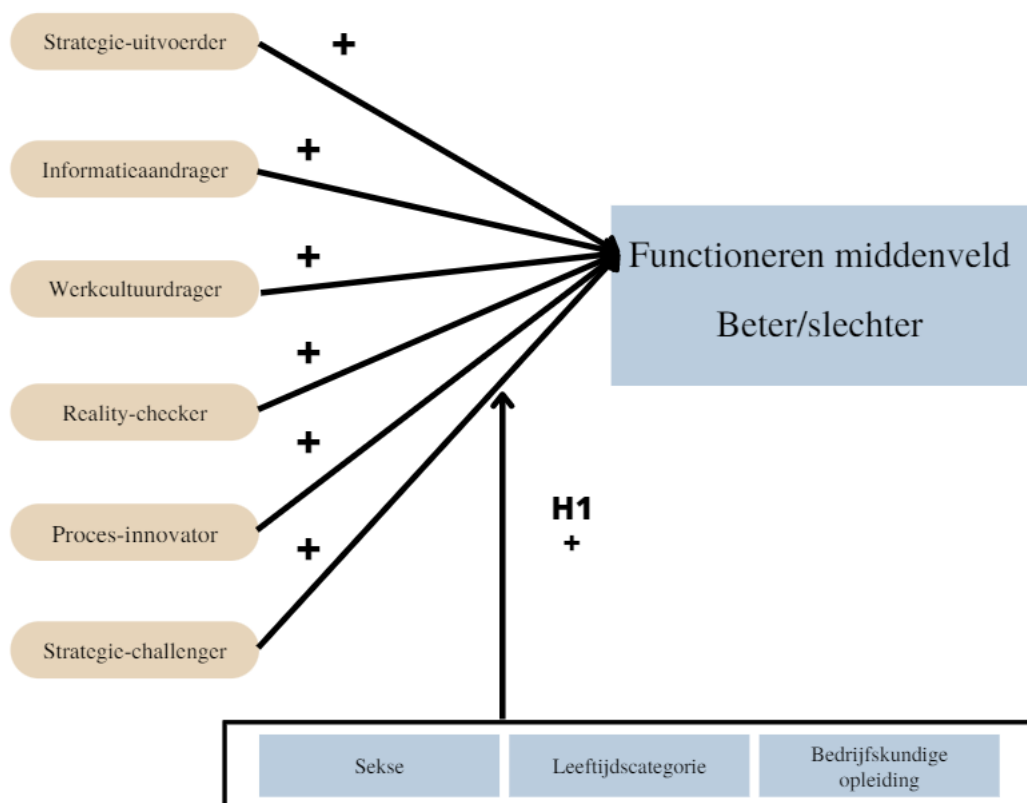 Strategie-uitvoerder
+
Informatieaandrager
+
Werkcultuurdrager
+
Reality-checker
+
Proces-innovator
+
Strategie-challenger
+
Functioneren middenveld
Beter/slechter
H1
+
Sekse
Leeftijdscategorie
Bedrijfskundige
opleiding